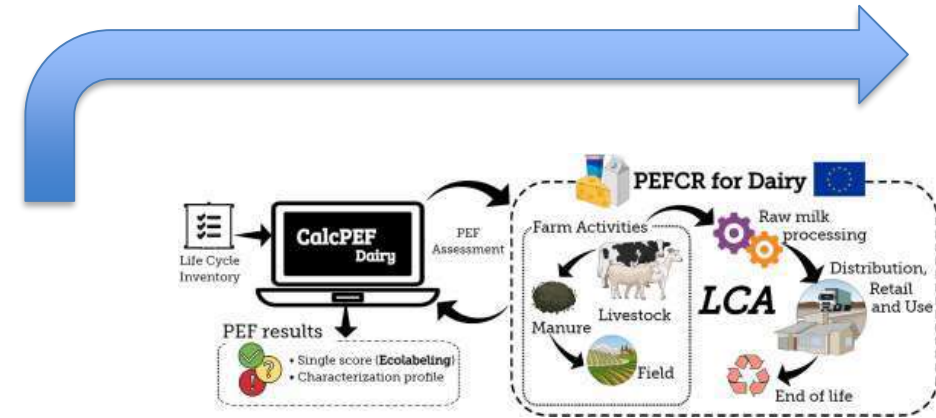 PEFCR for Dairy
Life Cycle
Inventory
CalcPEF
Dairy
PEF
Assessment
Farm Activities
Livestock
Manure
Field
LCA
Raw milk
processing
Distribution,
Retail
and Use
End of life
PEF results
• Single score (Ecolabeling)
• Characterization profile